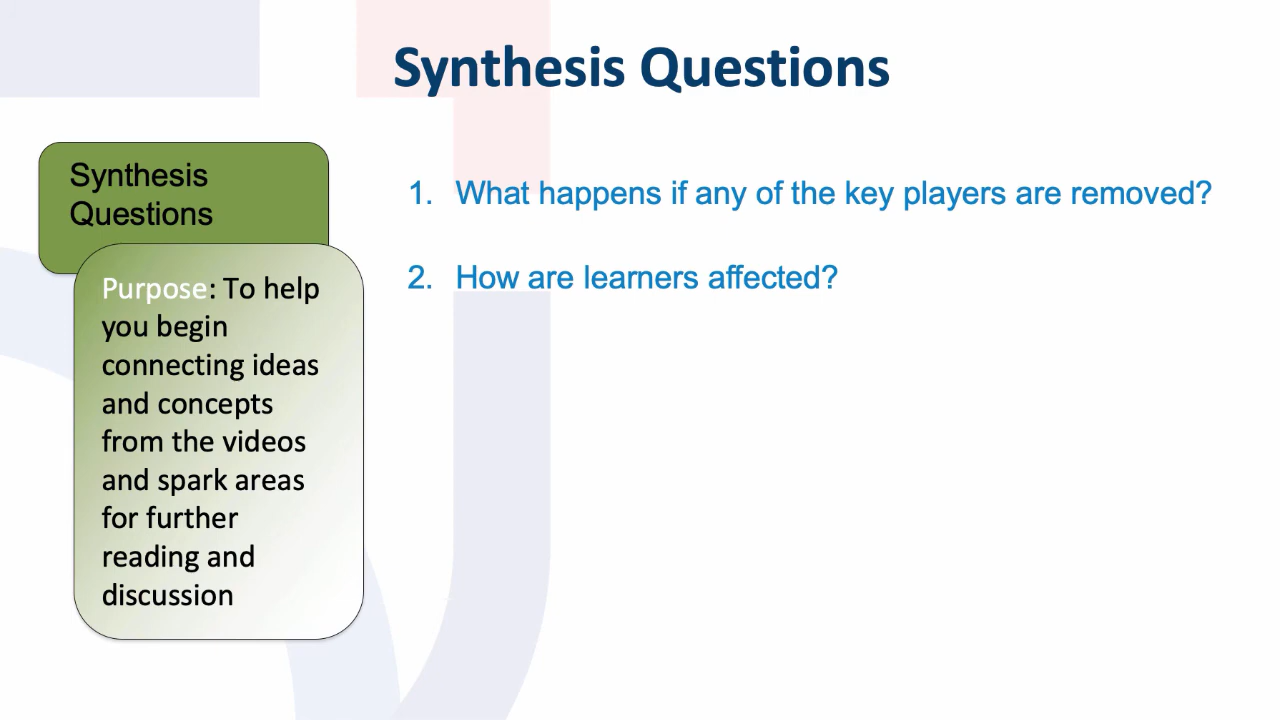 Synthesis Questions
Synthesis
Questions
Purpose: To help
you begin
connecting ideas
and concepts
from the videos
and spark areas
for further
reading and
discussion
1. What happens if any of the key players are removed?
2. How are learners affected?